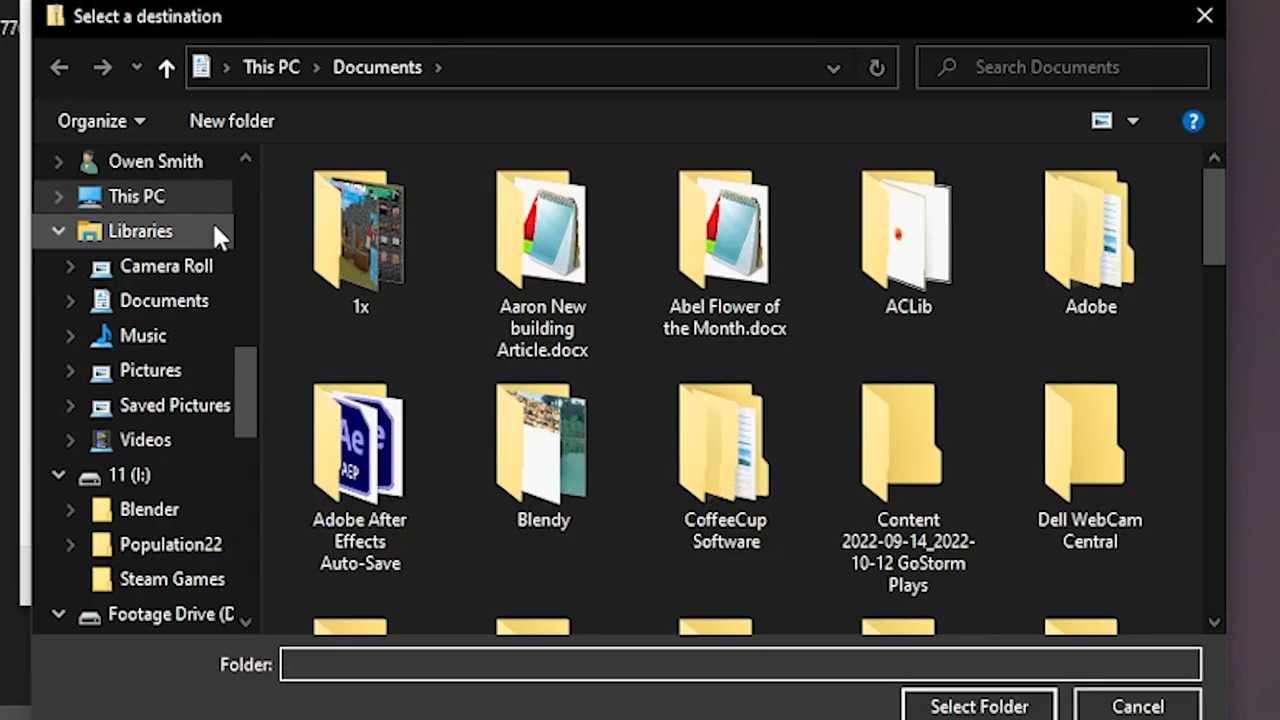 Select a destination
This PC
Documents
Search Documents
Organize
New folder
Owen Smith
This PC
Libraries
Camera Roll
Documents
Music
Pictures
Saved Pictures
Videos
11 (I:)
Blender
Population22
Steam Games
Footage Drive (D
1x
Aaron New
building
Article.docx
Abel Flower of
the Month.docx
ACLib
Adobe
Adobe After
Effects
Auto-Save
Blendy
CoffeeCup
Software
Content
2022-09-14_2022-
10-12 GoStorm
Plays
Dell WebCam
Central
Ae
AEP
Folder:
Select Folder
Cancel